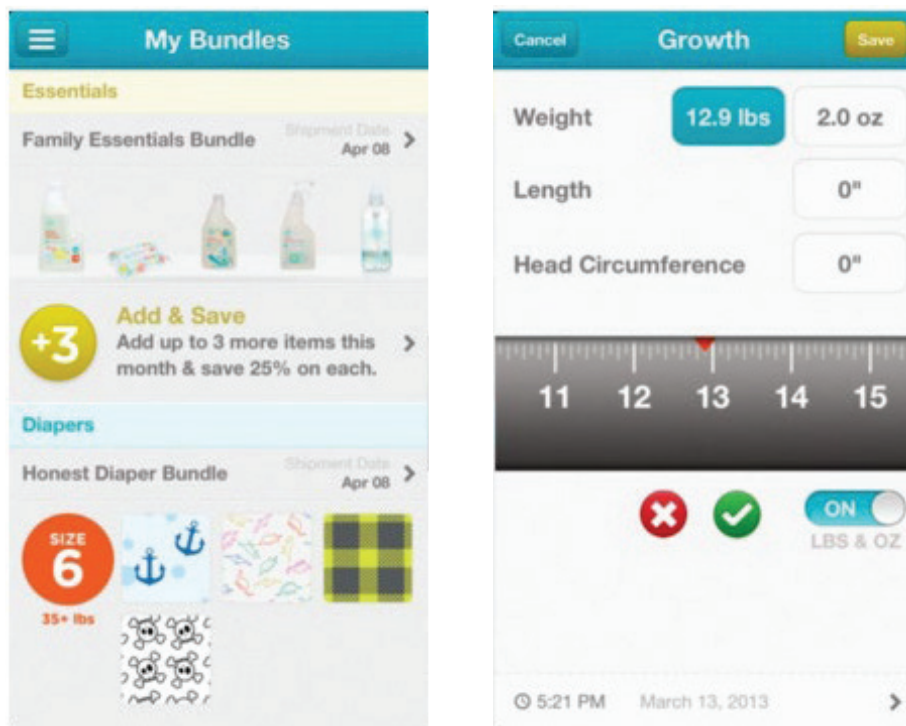 My Bundles
Essentials
Family Essentials Bundle
Shipment Date
Apr 08
+3
Add & Save
Add up to 3 more items this
month & save 25% on each.
Diapers
Honest Diaper Bundle
Shipment Date
Apr 08
SIZE
6
35+ lbs
Cancel Growth Save
Weight 12.9 lbs 2.0 oz
Length 0"
Head Circumference 0"
11 12 13 14 15
ON
LBS & OZ
5:21 PM March 13, 2013